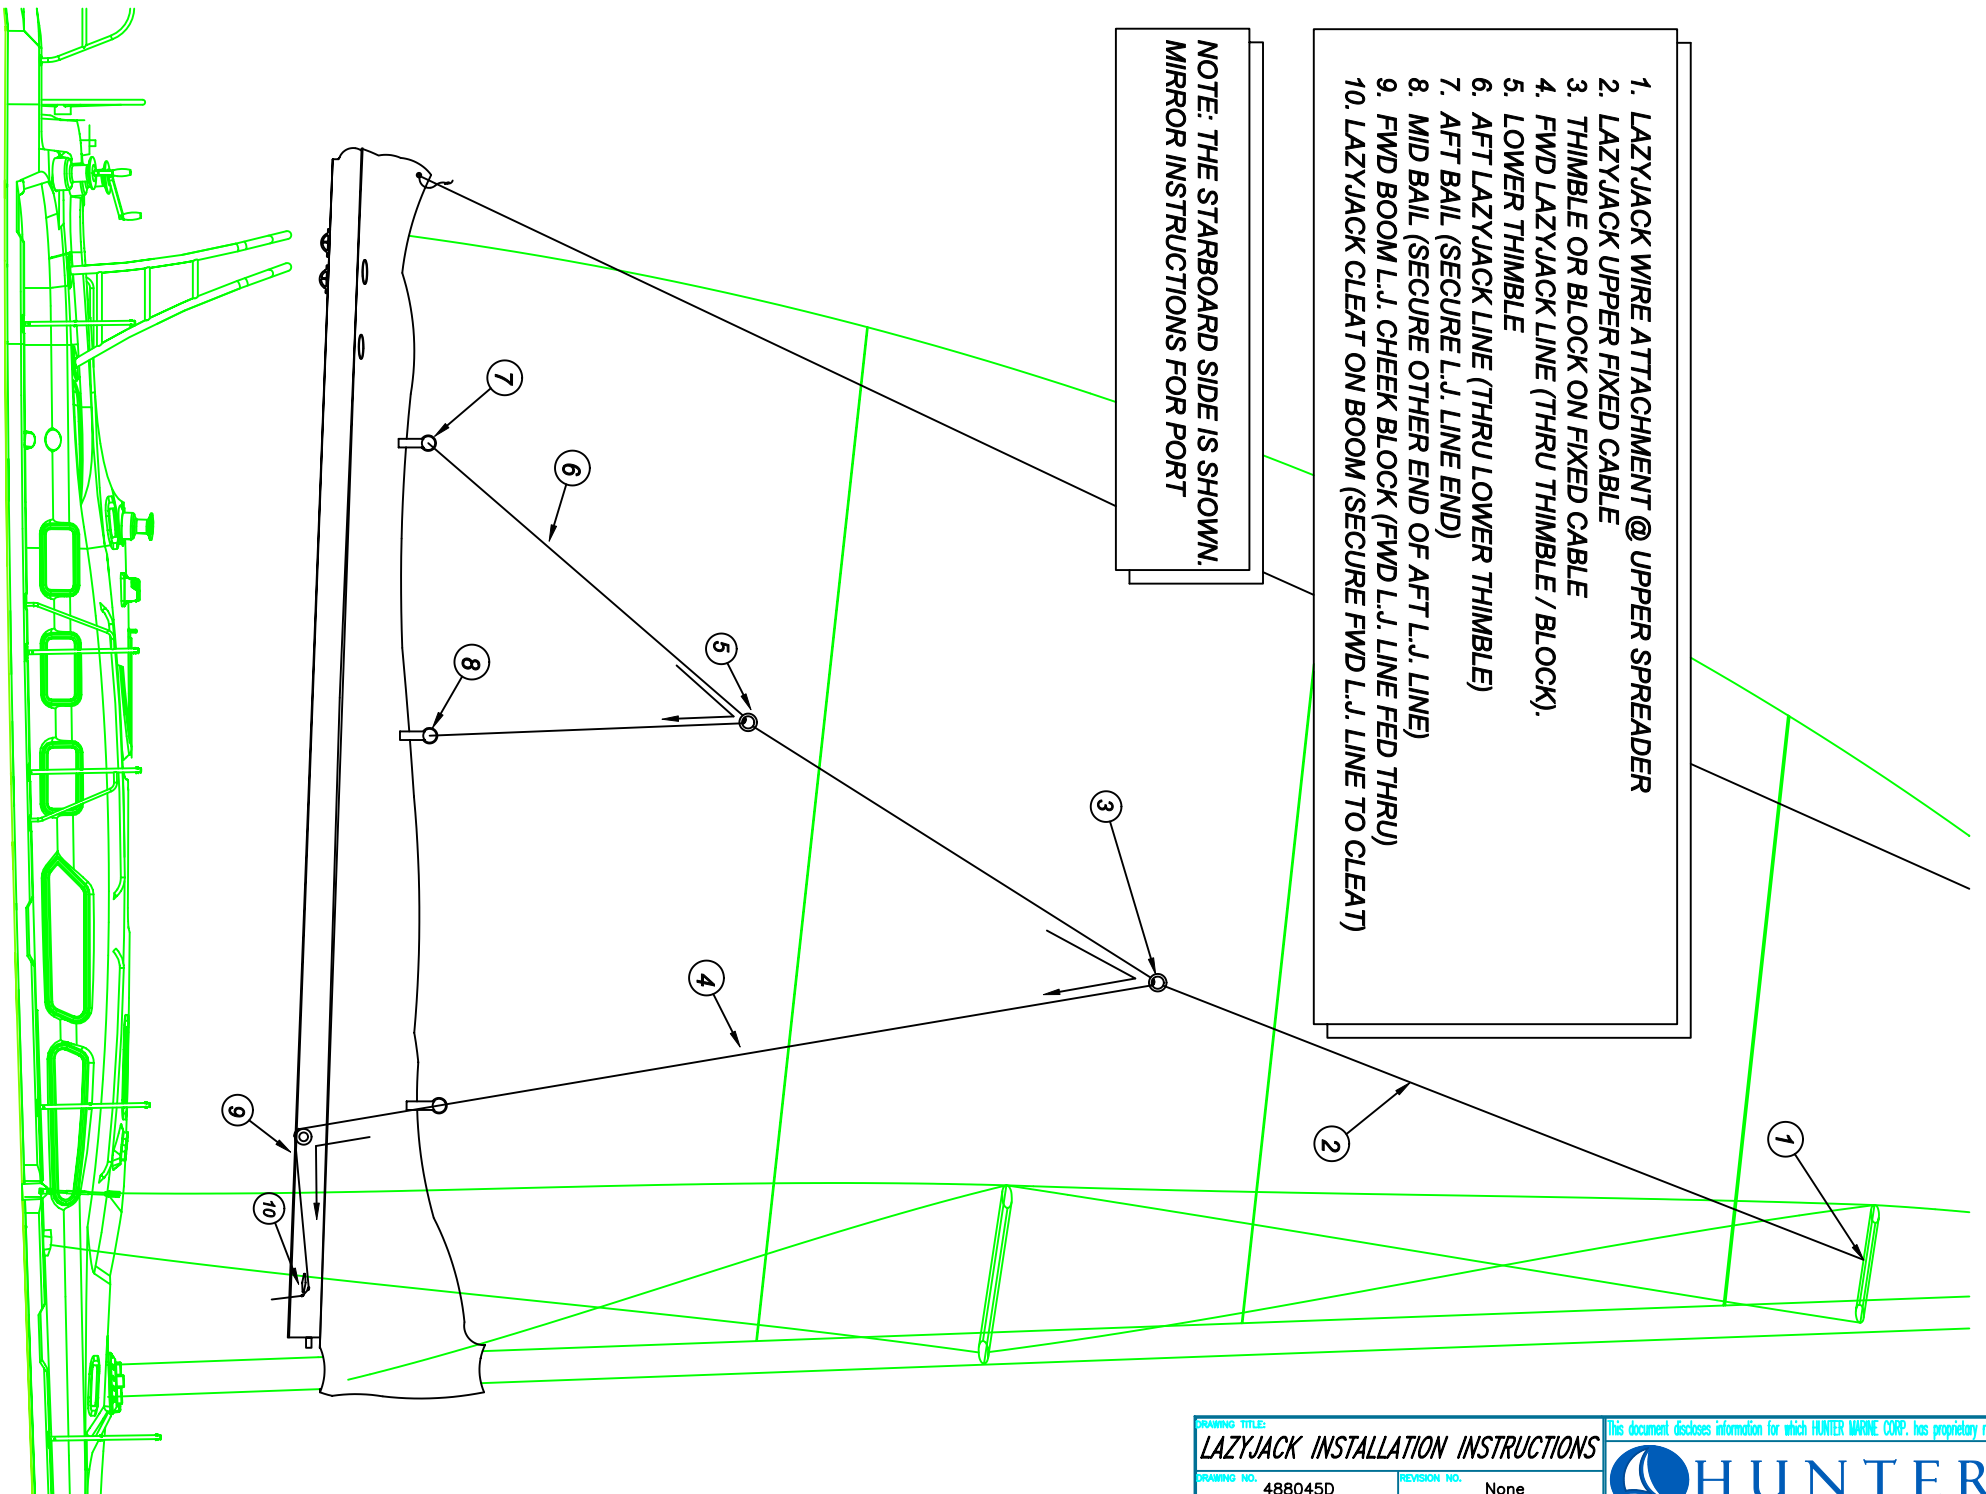 1. LAZYJACK WIRE ATTACHMENT @ UPPER SPREADER
2. LAZYJACK UPPER FIXED CABLE
3. THIMBLE OR BLOCK ON FIXED CABLE
4. FWD LAZYJACK LINE (THRU THIMBLE / BLOCK).
5. LOWER THIMBLE
6. AFT LAZYJACK LINE (THRU LOWER THIMBLE)
7. AFT BAIL (SECURE L.J. LINE END)
8. MID BAIL (SECURE OTHER END OF AFT L.J. LINE)
9. FWD BOOM L.J. CHEEK BLOCK (FWD L.J. LINE FED THRU)
10. LAZYJACK CLEAT ON BOOM (SECURE FWD L.J. LINE TO CLEAT)
NOTE: THE STARBOARD SIDE IS SHOWN.
MIRROR INSTRUCTIONS FOR PORT
7
6
5
8
3
4
9
10
2
1
DRAWING TITLE:
LAZYJACK INSTALLATION INSTRUCTIONS
DRAWING NO.
488045D
REVISION NO.
None
This document discloses information for which HUNTER MARINE CORP. has proprietary
HUNTER